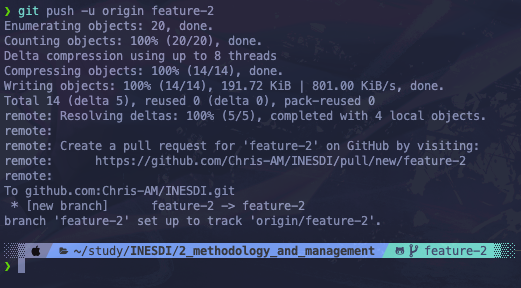 ❯ git push -u origin feature-2
Enumerating objects: 20, done.
Counting objects: 100% (20/20), done.
Delta compression using up to 8 threads
Compressing objects: 100% (14/14), done.
Writing objects: 100% (14/14), 191.72 KiB | 801.00 KiB/s, done.
Total 14 (delta 5), reused 0 (delta 0), pack-reused 0
remote: Resolving deltas: 100% (5/5), completed with 4 local objects.
remote:
remote: Create a pull request for 'feature-2' on GitHub by visiting:
remote:      https://github.com/Chris-AM/INESDI/pull/new/feature-2
remote:
To github.com:Chris-AM/INESDI.git
 * [new branch]      feature-2 -> feature-2
branch 'feature-2' set up to track 'origin/feature-2'.
~/study/INESDI/2_methodology_and_management feature-2
❯